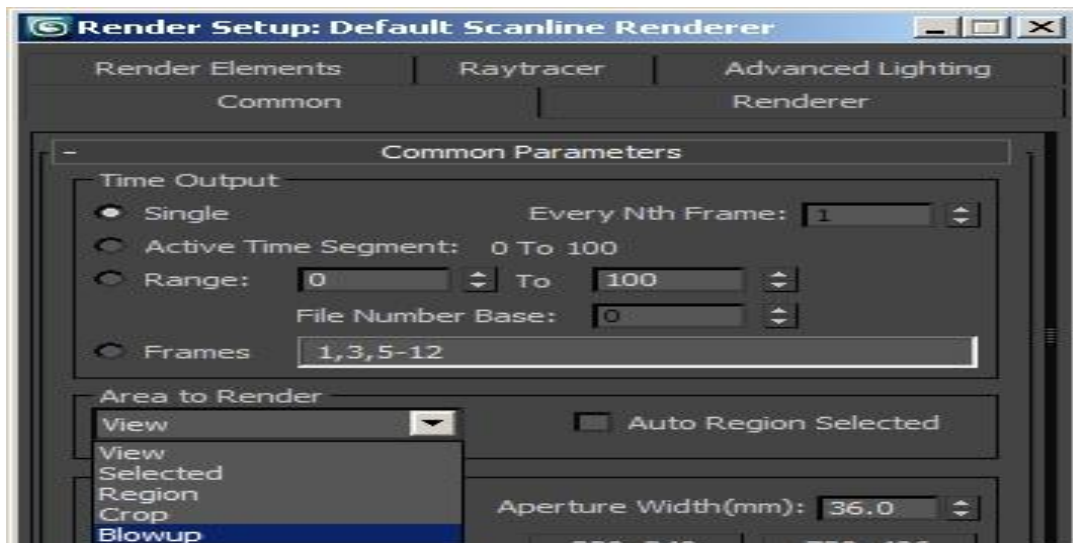 Render Setup: Default Scanline Renderer
Render Elements Raytracer Advanced Lighting
Common Renderer
- Common Parameters
Time Output
Single Every Nth Frame: 1
Active Time Segment: 0 To 100
Range: 0 To 100
File Number Base: 0
Frames 1,3,5-12
Area to Render
View Auto Region Selected
View
Selected
Region
Crop
Aperture Width(mm): 36.0
Blowup